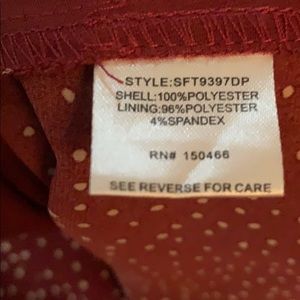 STYLE:SFT9397DP
SHELL:100%POLYESTER
LINING:96%POLYESTER
4%SPANDEX
RN# 150466
SEE REVERSE FOR CARE